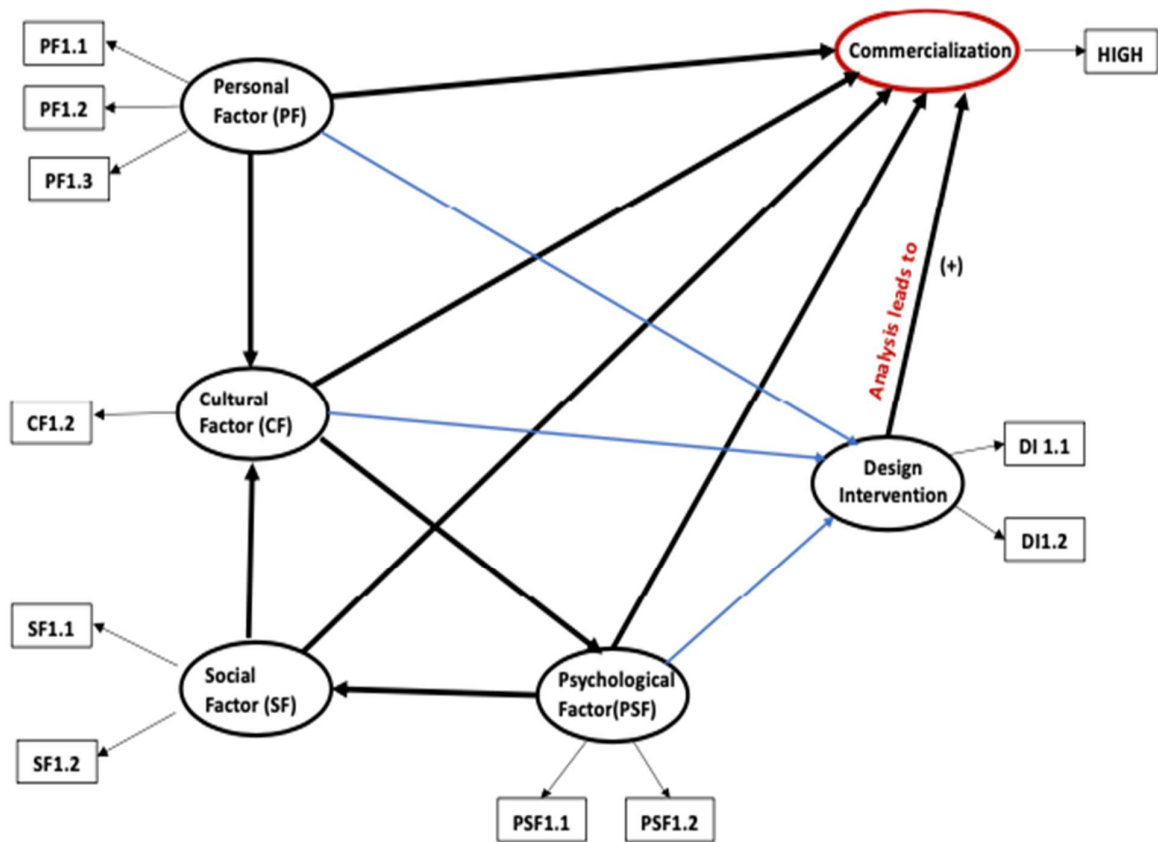 PF1.1
PF1.2
PF1.3
Personal
Factor (PF)
Commercialization
HIGH
Analysis leads to
(+)
CF1.2
Cultural
Factor (CF)
Design
Intervention
DI 1.1
DI1.2
SF1.1
SF1.2
Social
Factor (SF)
Psychological
Factor(PSF)
PSF1.1
PSF1.2